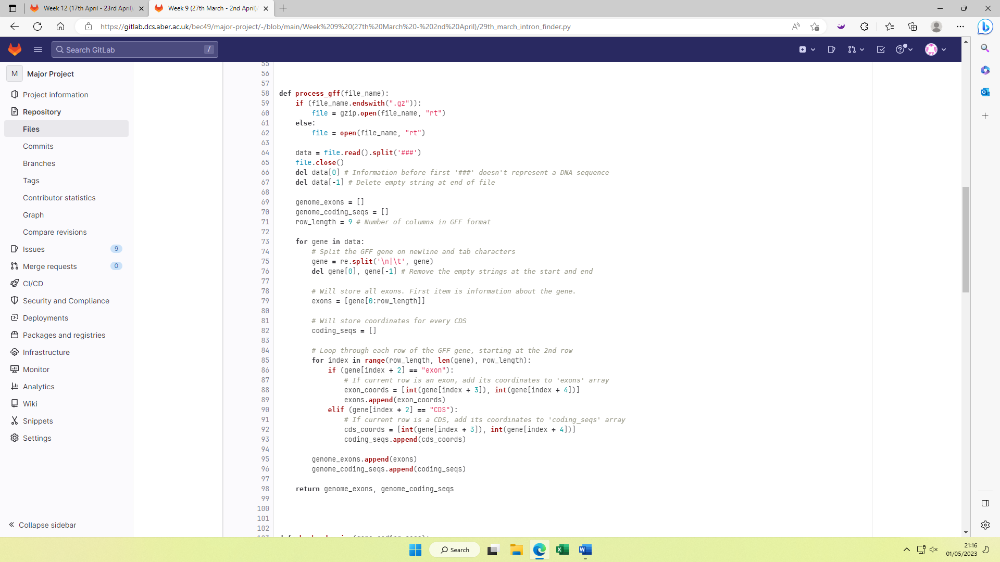 Week 12 (17th April - 23rd April)
Week 9 (27th March - 2nd April)/
https://gitlab.dcs.aber.ac.uk/bec49/major-project/-/blob/main/Week%209%20(27th%20March%20-%202nd%20April)/29th_march_intron_finder.py
Search GitLab /
M Major Project
Project information
Repository
Files
Commits
Branches
Tags
Contributor statistics
Graph
Compare revisions
Issues 9
Merge requests 0
CI/CD
Security and Compliance
Deployments
Packages and registries
Infrastructure
Monitor
Analytics
Wiki
Snippets
Settings
Collapse sidebar
55
56
57
58 def process_gff(file_name):
59 if (file_name.endswith(".gz")):
60 file = gzip.open(file_name, "rt")
61 else:
62 file = open(file_name, "rt")
63
64 data = file.read().split('###')
65 file.close()
66 del data[0] # Information before first '###' doesn't represent a DNA sequence
67 del data[-1] # Delete empty string at end of file
68
69 genome_exons = []
70 genome_coding_seqs = []
71 row_length = 9 # Number of columns in GFF format
72
73 for gene in data:
74 # Split the GFF gene on newline and tab characters
75 gene = re.split('\n|\t', gene)
76 del gene[0], gene[-1] # Remove the empty strings at the start and end
77
78 # Will store all exons. First item is information about the gene.
79 exons = [gene[0:row_length]]
80
81 # Will store coordinates for every CDS
82 coding_seqs = []
83
84 # Loop through each row of the GFF gene, starting at the 2nd row
85 for index in range(row_length, len(gene), row_length):
86 if (gene[index + 2] == "exon"):
87 # If current row is an exon, add its coordinates to 'exons' array
88 exon_coords = [int(gene[index + 3]), int(gene[index + 4])]
89 exons.append(exon_coords)
90 elif (gene[index + 2] == "CDS"):
91 # If current row is a CDS, add its coordinates to 'coding_seqs' array
92 cds_coords = [int(gene[index + 3]), int(gene[index + 4])]
93 coding_seqs.append(cds_coords)
94
95 genome_exons.append(exons)
96 genome_coding_seqs.append(coding_seqs)
97
98 return genome_exons, genome_coding_seqs
99
100
101
102
Search
21:16
01/05/2023